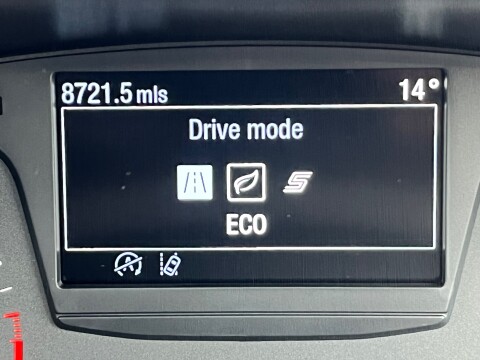 8721.5 mls 14°
Drive mode
S
ECO
A